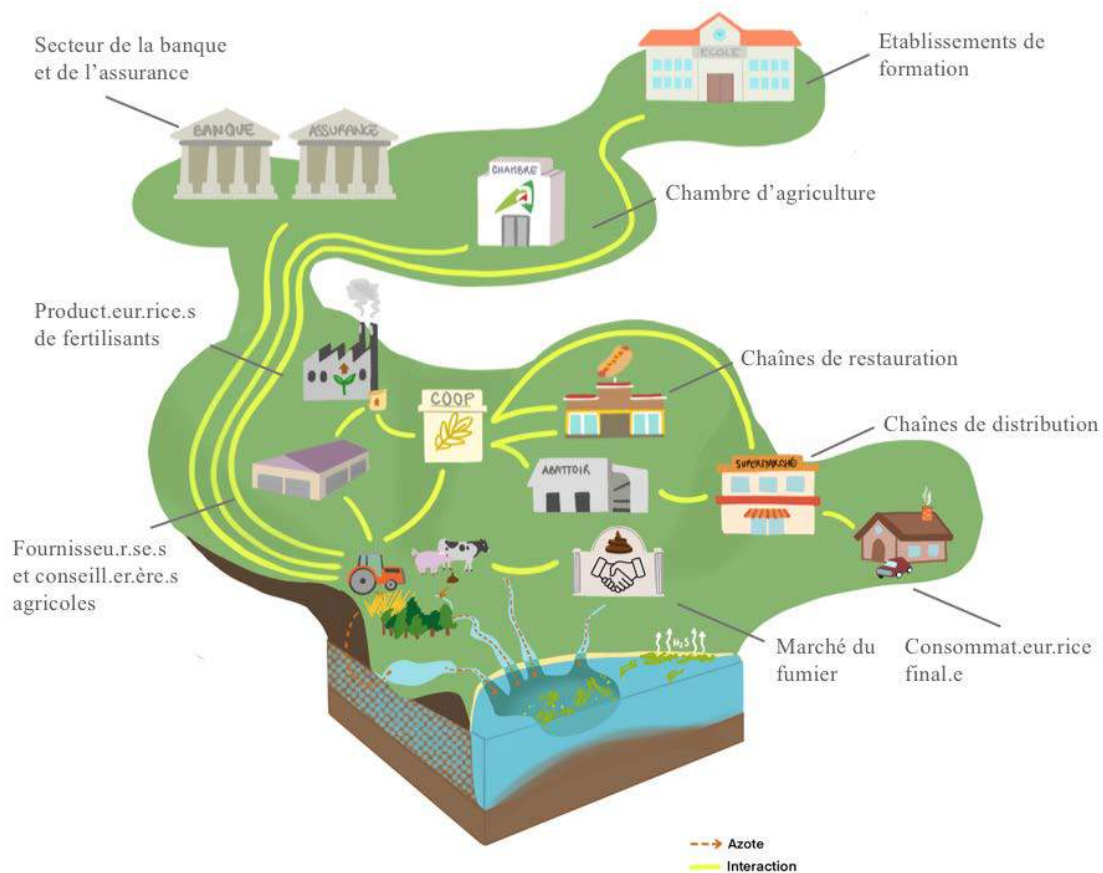 Secteur de la banque
et de l'assurance
Etablissements de
formation
ECOLE
BANQUE
ASSURANCE
CHAMBRE
Chambre d'agriculture
Product.eur.rice.s
de fertilisants
Chaînes de restauration
COOP
Chaînes de distribution
SUPERMARCHÉ
ABATTOIR
Fournisseu.r.se.s
et conseill.er.ère.s
agricoles
H2S
Marché du
fumier
Consommat.eur.rice
final.e
Azote
Interaction